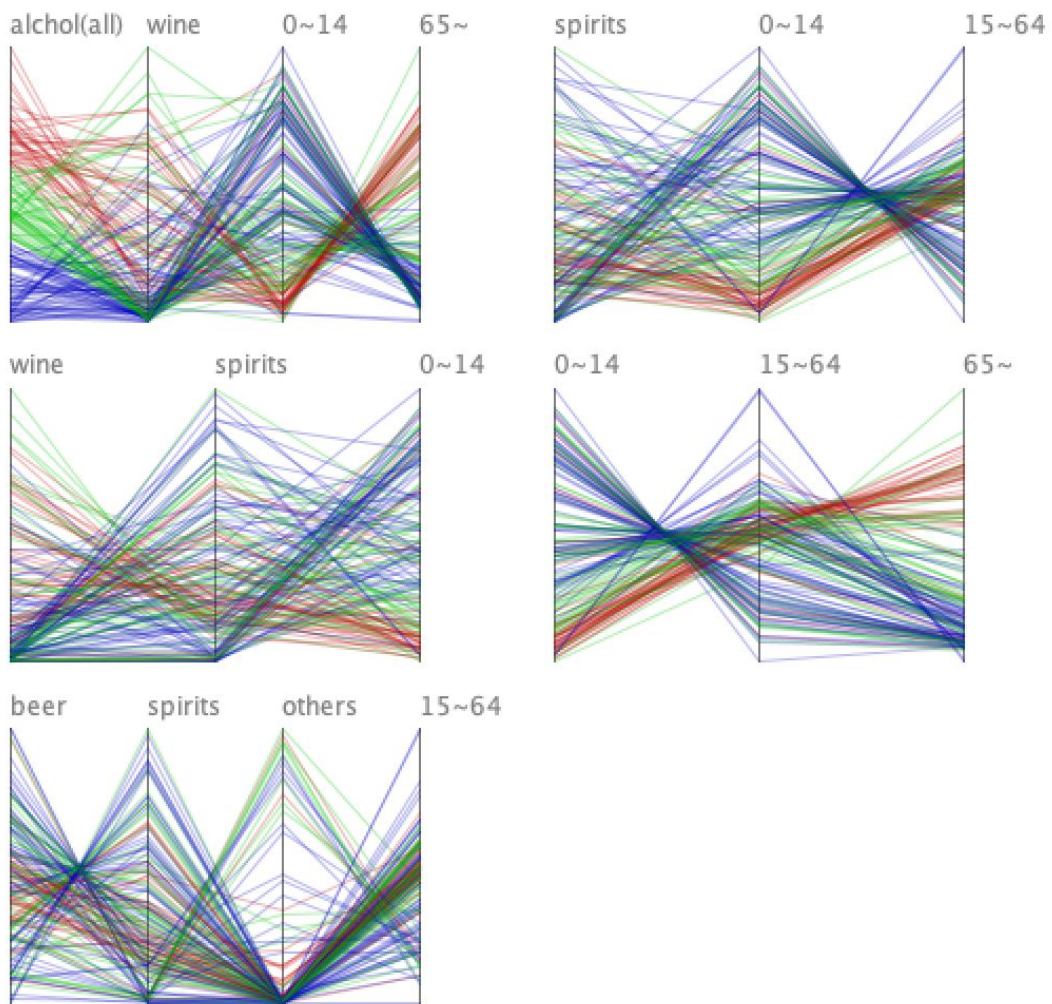 alchol(all) wine 0~14 65~
spirits 0~14 15~64
wine spirits 0~14
0~14 15~64 65~
beer spirits others 15~64